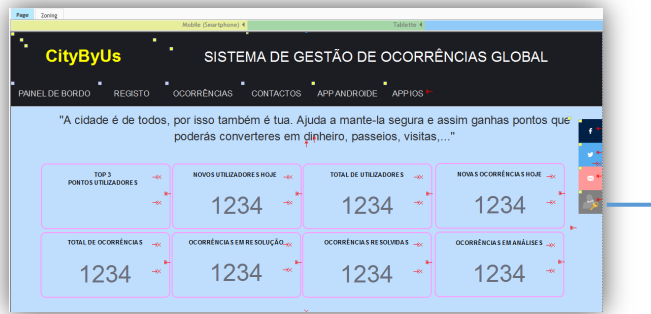 Page Zoning
Mobile (Smartphone) Tablette
CityByUs SISTEMA DE GESTÃO DE OCORRÊNCIAS GLOBAL
PAINEL DE BORDO REGISTO OCORRÊNCIAS CONTACTOS APP ANDROIDE APP IOS
"A cidade é de todos, por isso também é tua. Ajuda a mante-la segura e assim ganhas pontos que
poderás converteres em dinheiro, passeios, visitas,..."
TOP 3 NOVOS UTILIZADORES HOJE TOTAL DE UTILIZADORES NOVAS OCORRÊNCIAS HOJE
PONTOS UTILIZADORES
1234 1234 1234
TOTAL DE OCORRÊNCIAS OCORRÊNCIAS EM RESOLUÇÃO OCORRÊNCIAS RESOLVIDAS OCORRÊNCIAS EM ANÁLISES
1234 1234 1234 1234